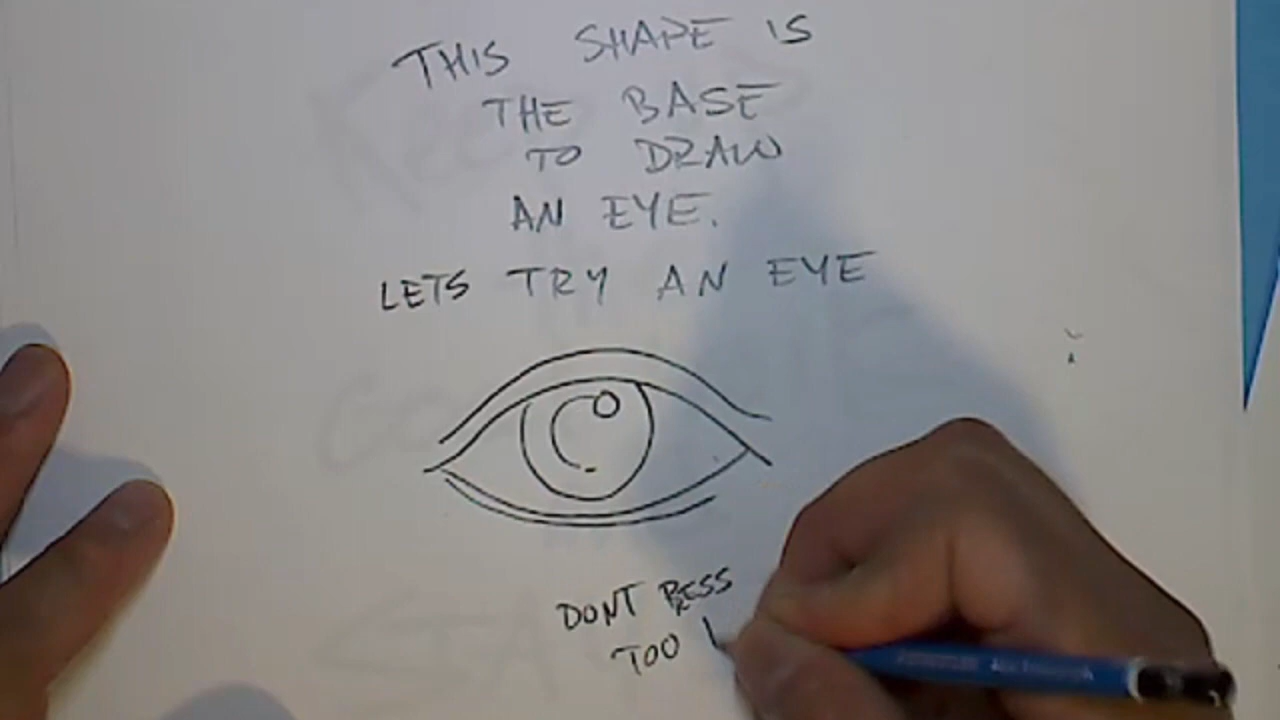 THIS SHAPE IS
THE BASE
TO DRAW
AN EYE.
LETS TRY AN EYE
DONT PRESS
TOO